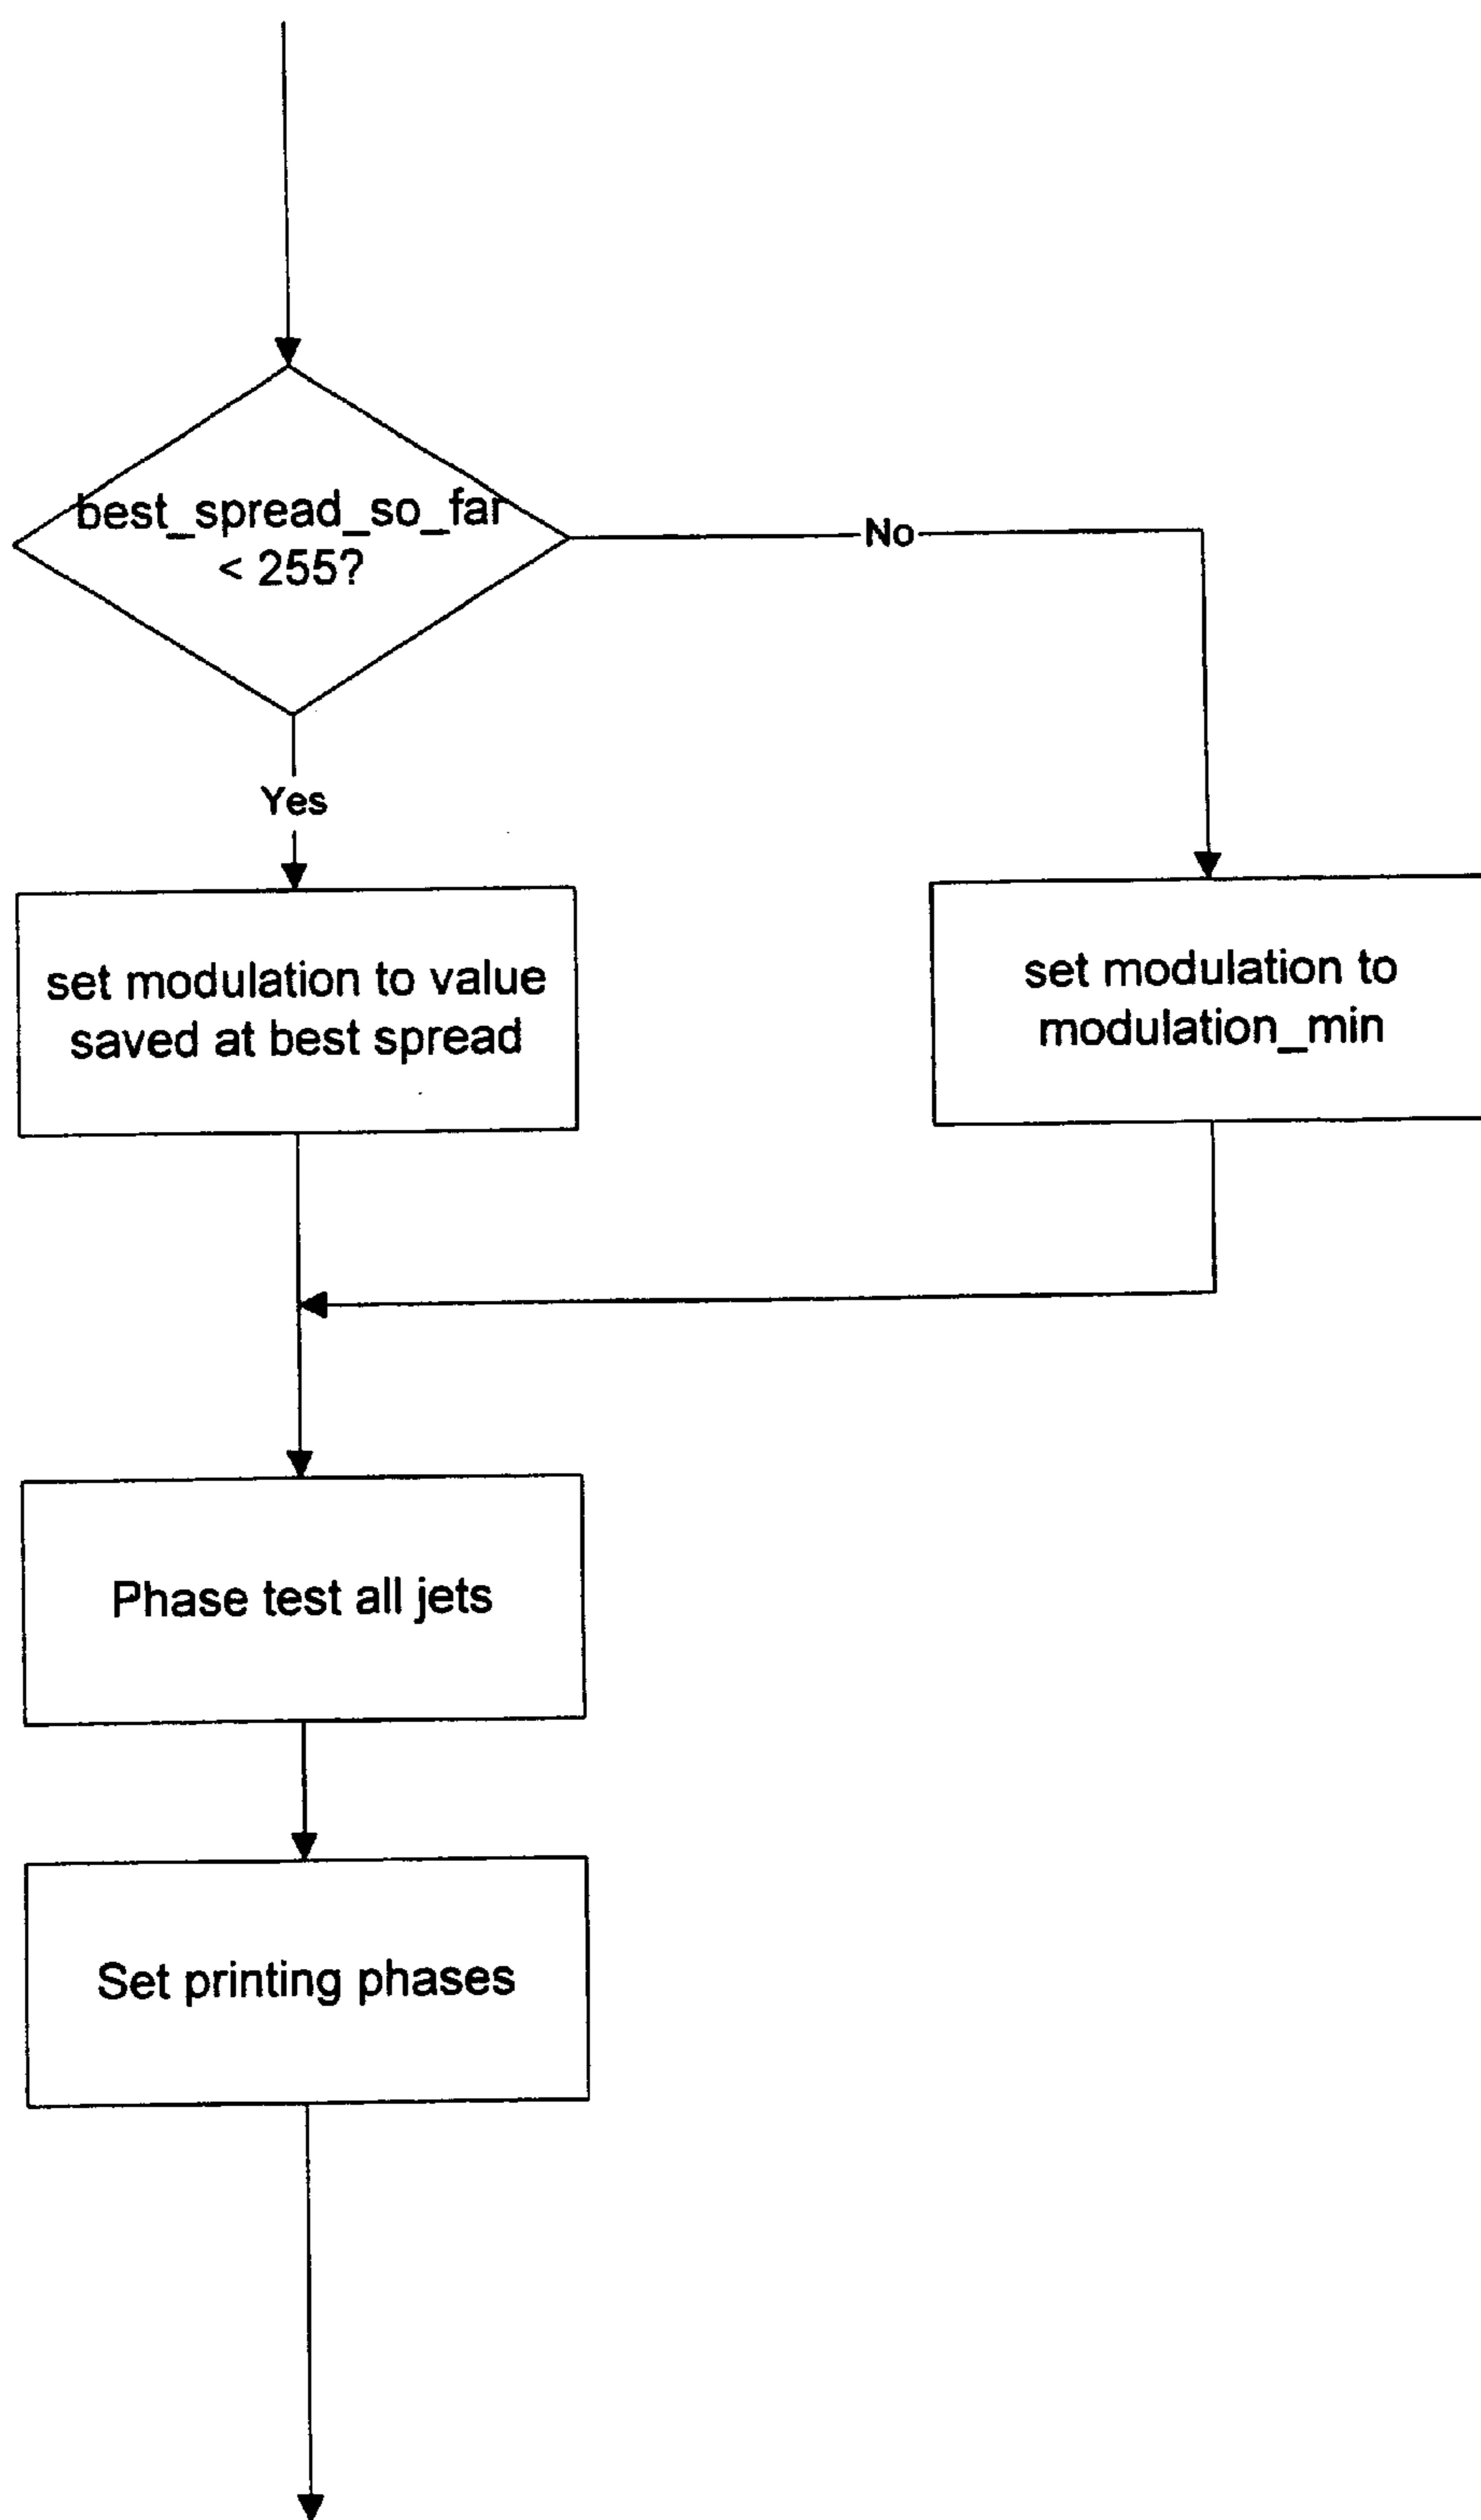 best_spread_so_far
< 255?
No
Yes
set modulation to value
saved at best spread
set modulation to
modulation_min
Phase test all jets
Set printing phases